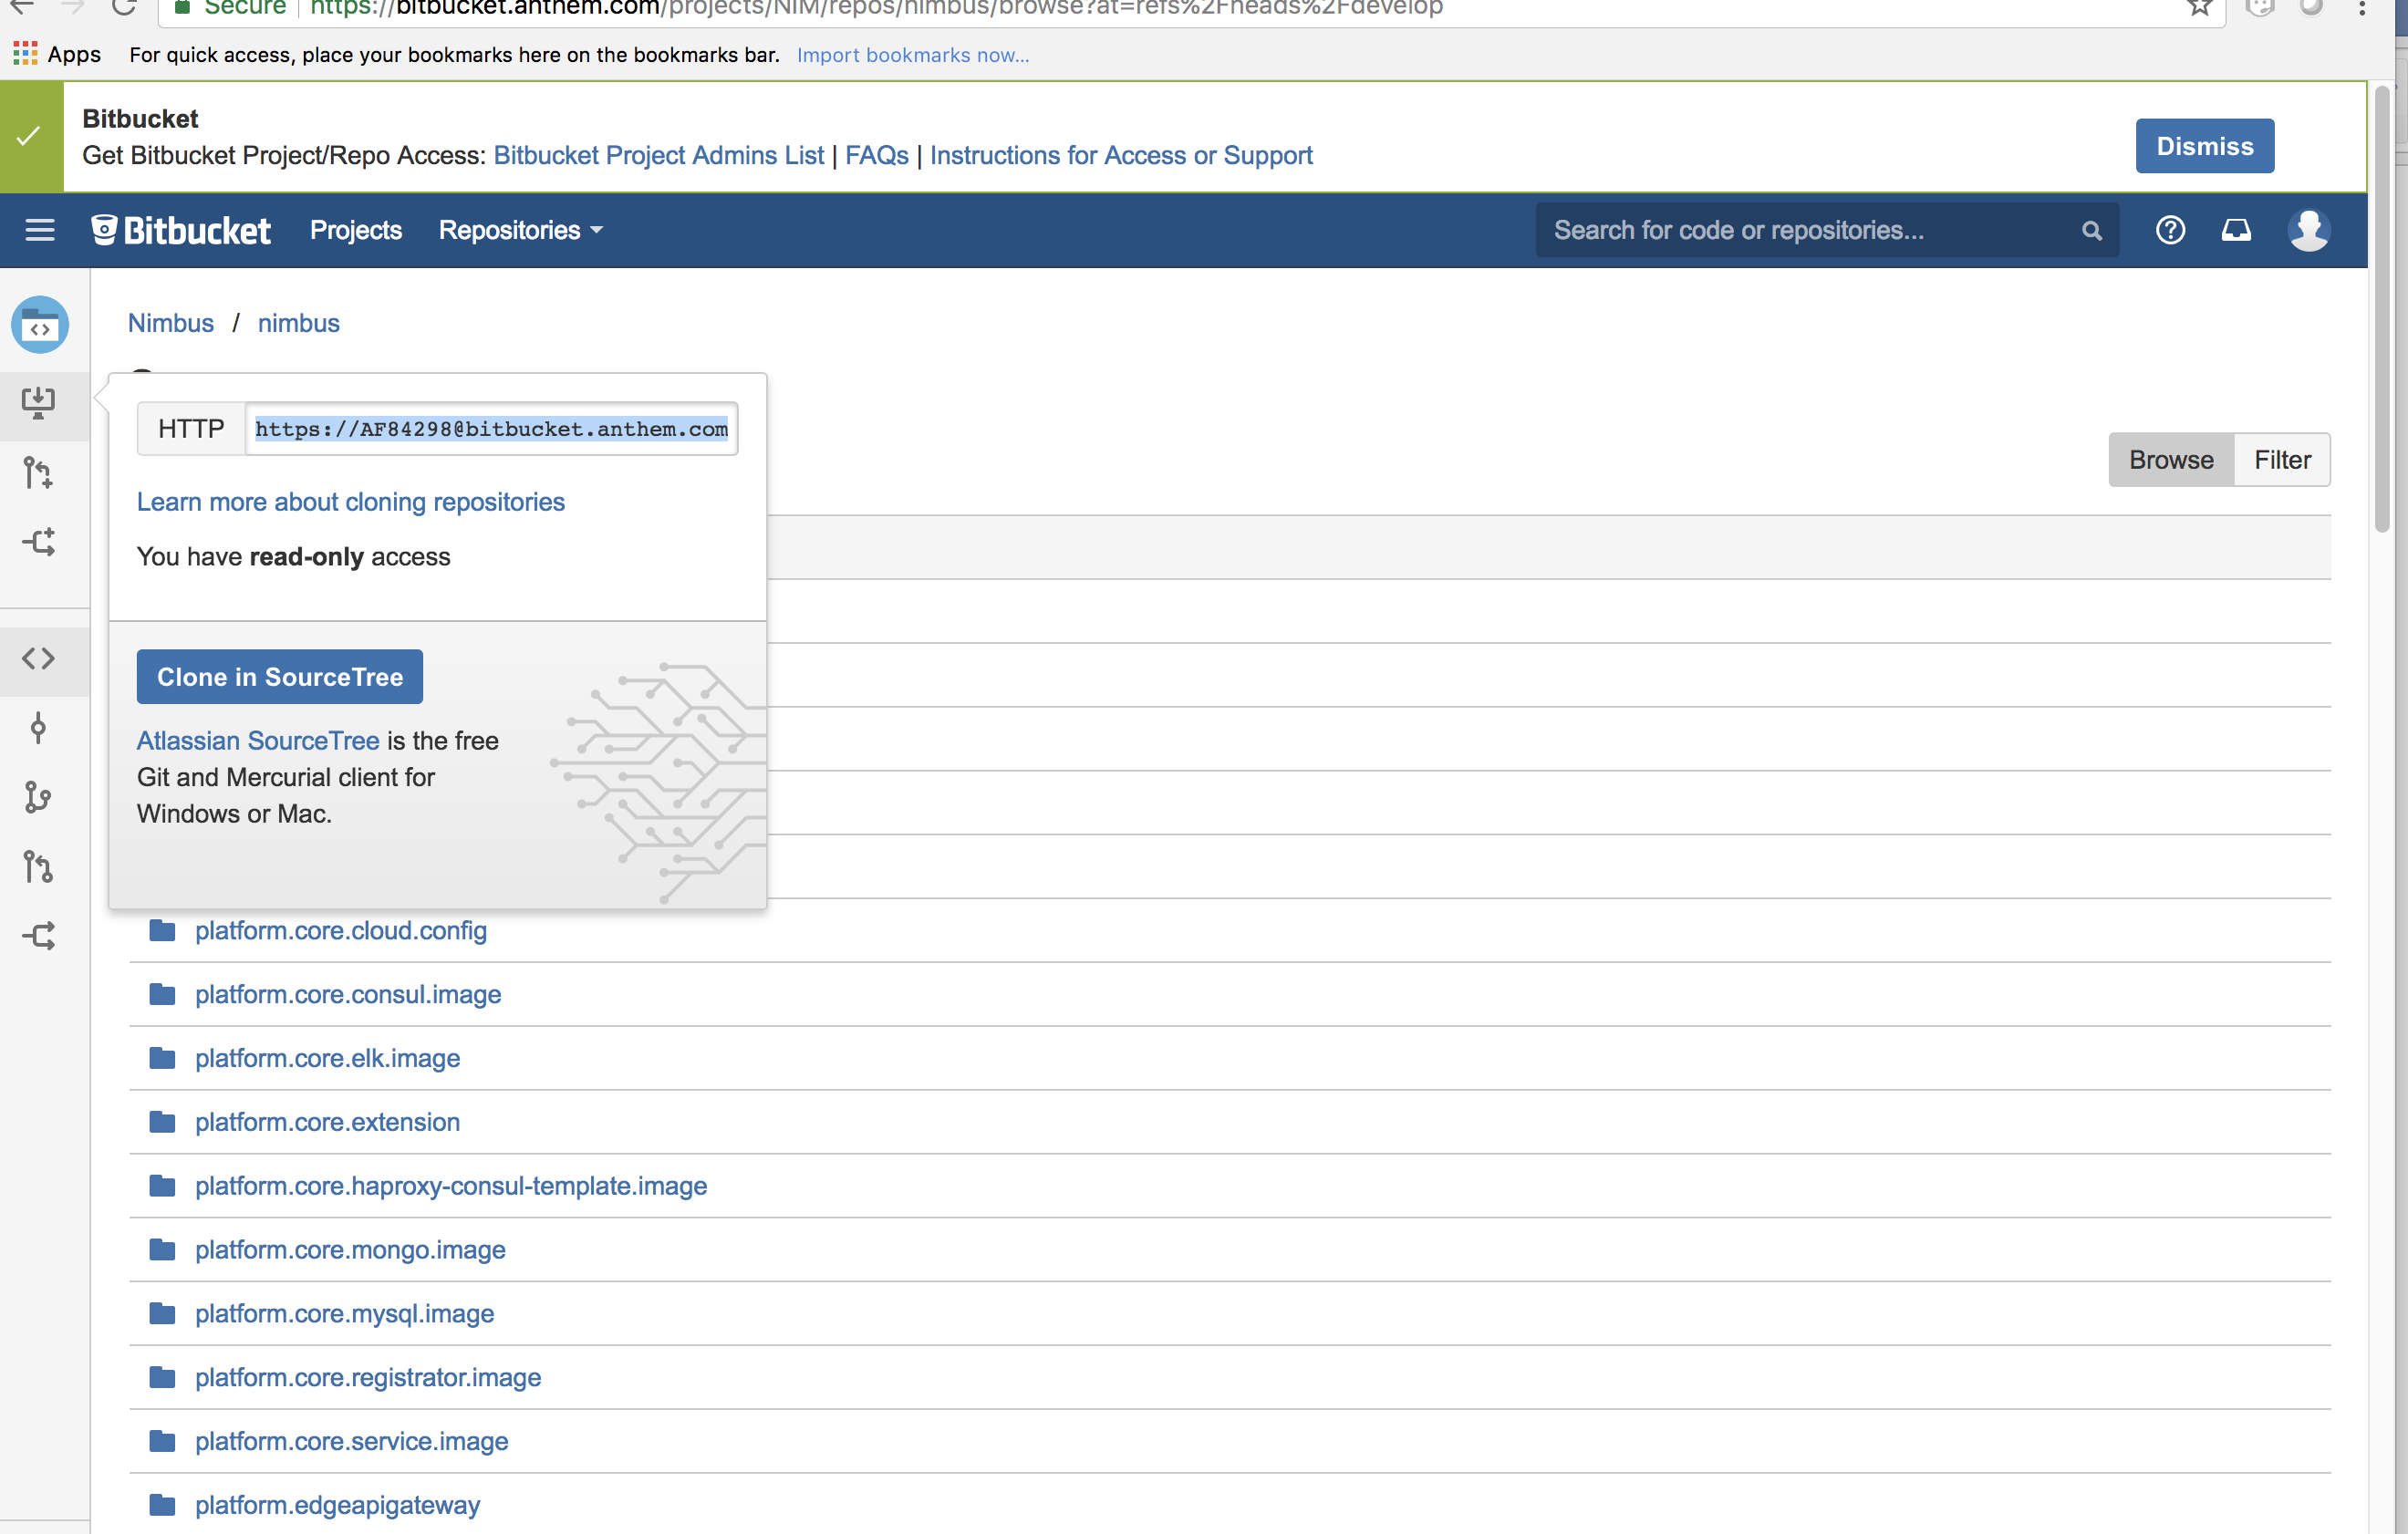 Secure https://bitbucket.anthem.com/projects/NIM/repos/nimbus/browse?at=refs%2Fheads%2Fdevelop
Apps For quick access, place your bookmarks here on the bookmarks bar. Import bookmarks now...
Bitbucket
Get Bitbucket Project/Repo Access: Bitbucket Project Admins List | FAQs | Instructions for Access or Support
Dismiss
Bitbucket Projects Repositories Search for code or repositories...
Nimbus / nimbus
HTTP https://AF84298@bitbucket.anthem.com
Browse Filter
Learn more about cloning repositories
You have read-only access
Clone in SourceTree
Atlassian SourceTree is the free
Git and Mercurial client for
Windows or Mac.
platform.core.cloud.config
platform.core.consul.image
platform.core.elk.image
platform.core.extension
platform.core.haproxy-consul-template.image
platform.core.mongo.image
platform.core.mysql.image
platform.core.registrator.image
platform.core.service.image
platform.edgeapigateway